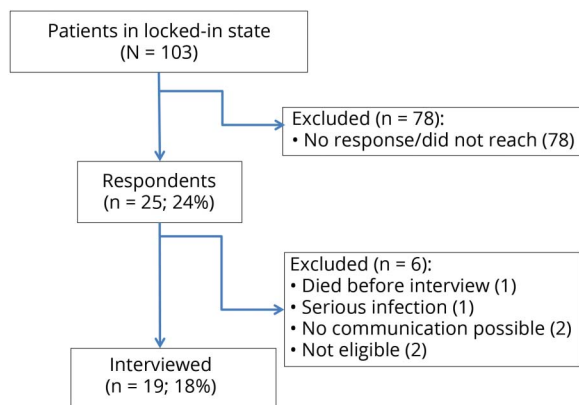 Patients in locked-in state
(N = 103)
Excluded (n = 78):
• No response/did not reach (78)
Respondents
(n = 25; 24%)
Excluded (n = 6):
• Died before interview (1)
• Serious infection (1)
• No communication possible (2)
• Not eligible (2)
Interviewed
(n = 19; 18%)